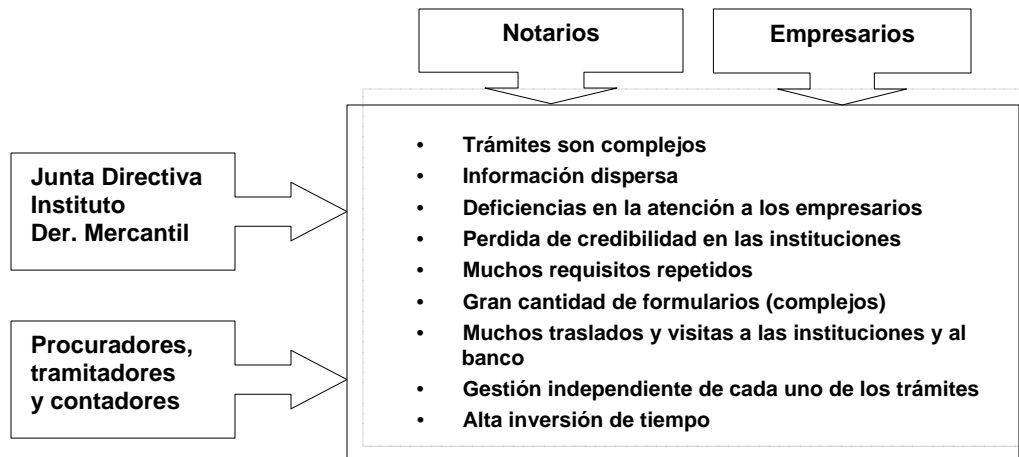 Notarios
Empresarios
Junta Directiva
Instituto
Der. Mercantil
Procuradores,
tramitadores
y contadores
• Trámites son complejos
• Información dispersa
• Deficiencias en la atención a los empresarios
• Perdida de credibilidad en las instituciones
• Muchos requisitos repetidos
• Gran cantidad de formularios (complejos)
• Muchos traslados y visitas a las instituciones y al
banco
• Gestión independiente de cada uno de los trámites
• Alta inversión de tiempo